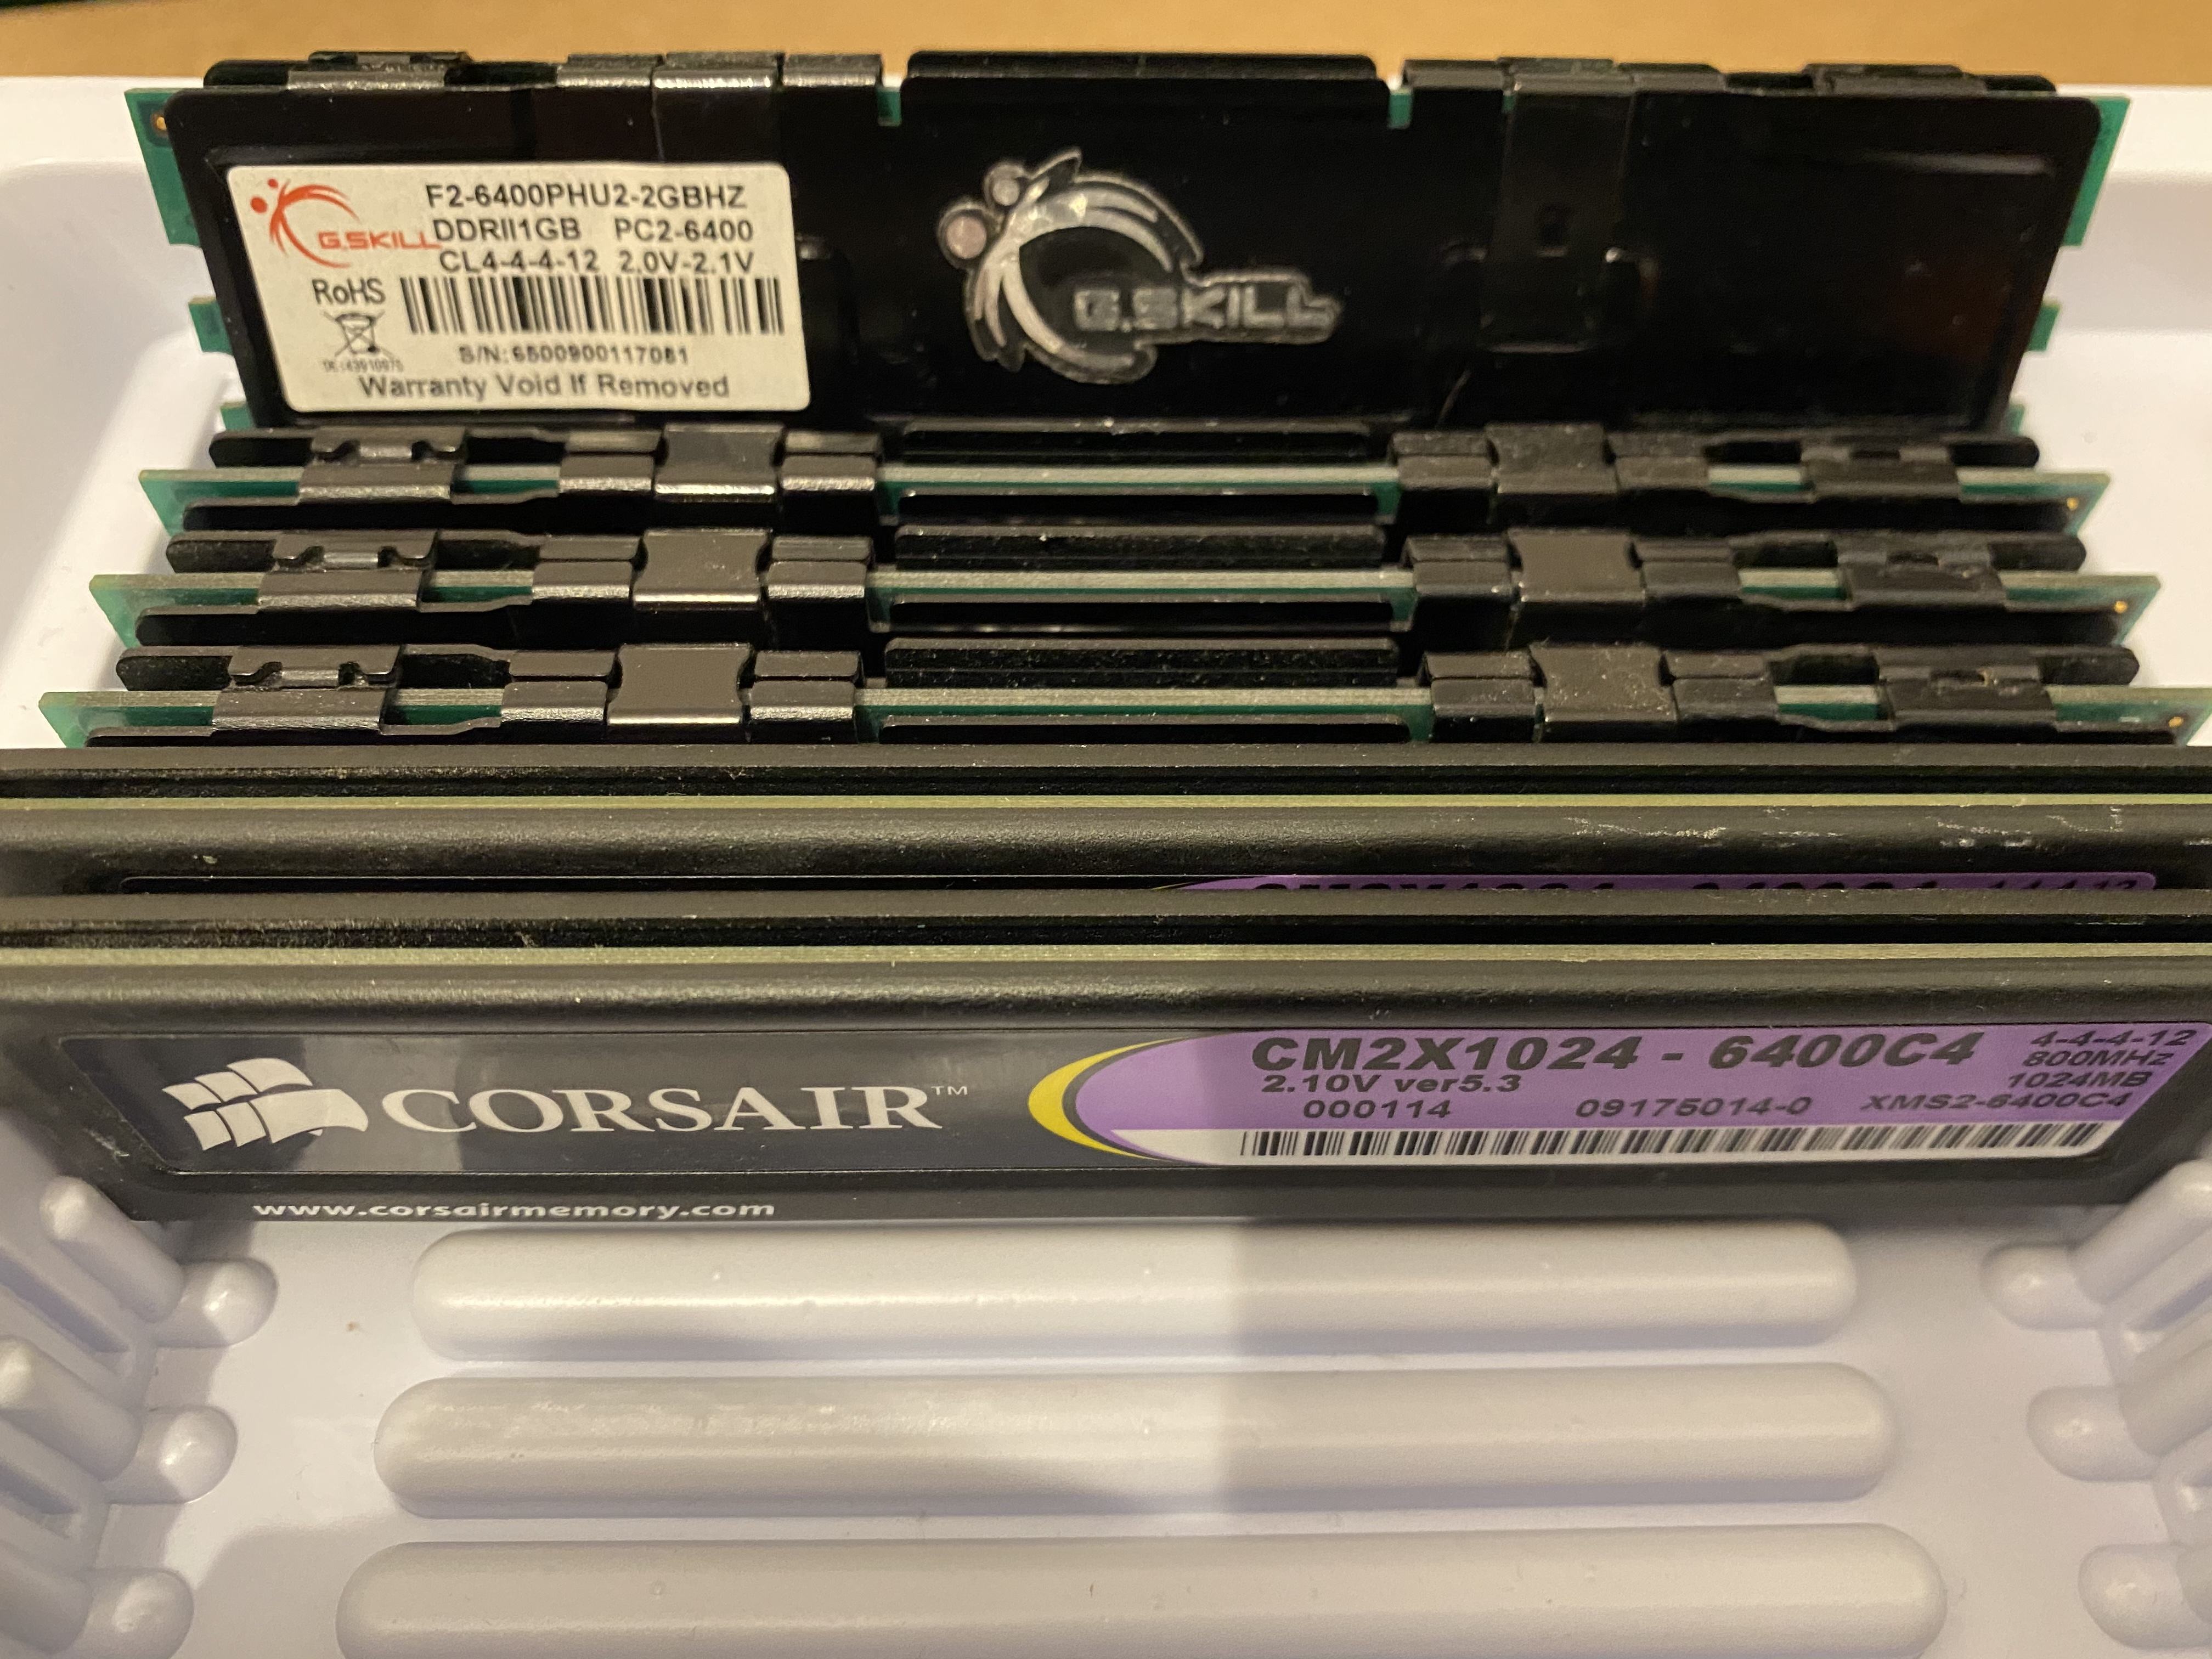 F2-6400PHU2-2GBHZ
G.SKILL DDRII1GB PC2-6400
CL4-4-4-12 2.0V-2.1V
RoHS
S/N:6500900117081
Warranty Void If Removed
G.SKILL
CORSAIR™
CM2X1024 - 6400C4 4-4-4-12
800MHz
2.10V ver5.3 1024MB
000114 09175014-0 XMS2-6400C4
www.corsairmemory.com